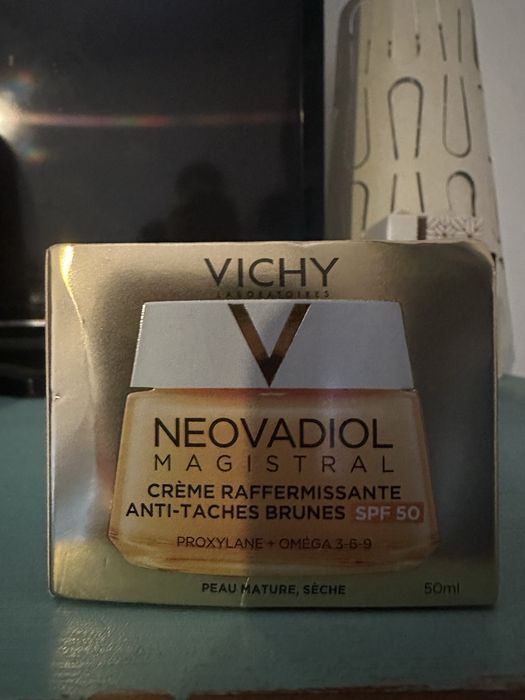 VICHY
LABORATOIRES
V
NEOVADIOL
MAGISTRAL
CRÈME RAFFERMISSANTE
ANTI-TACHES BRUNES SPF 50
PROXYLANE + OMÉGA 3-6-9
PEAU MATURE, SÈCHE 50ml